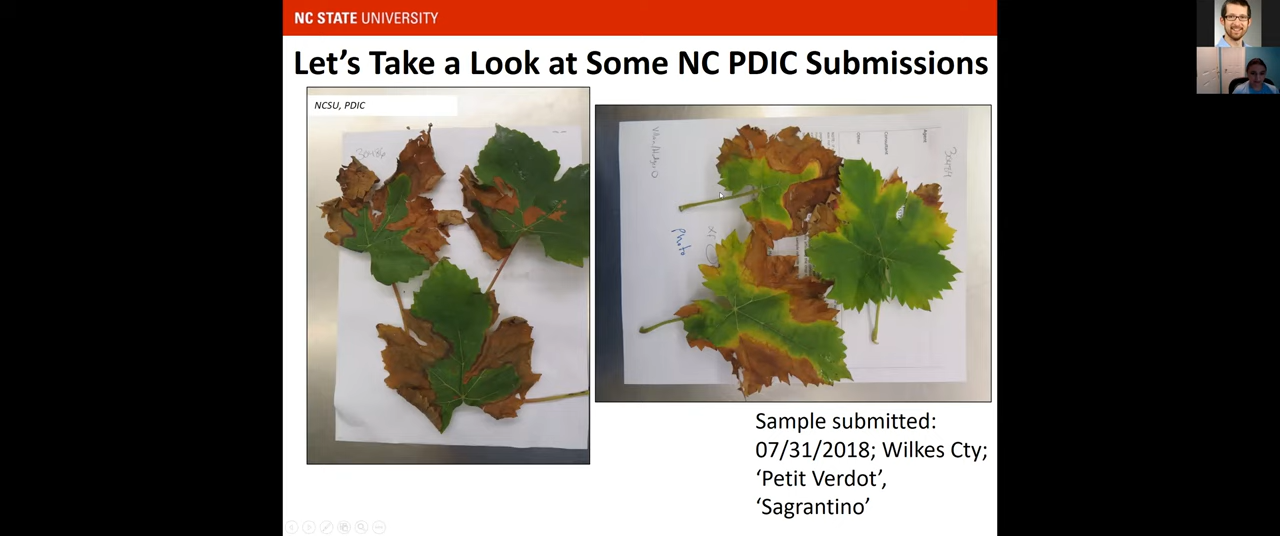 NC STATE UNIVERSITY
Let's Take a Look at Some NC PDIC Submissions
NCSU, PDIC
Photo
Sample submitted:
07/31/2018; Wilkes Cty;
‘Petit Verdot’,
‘Sagrantino’